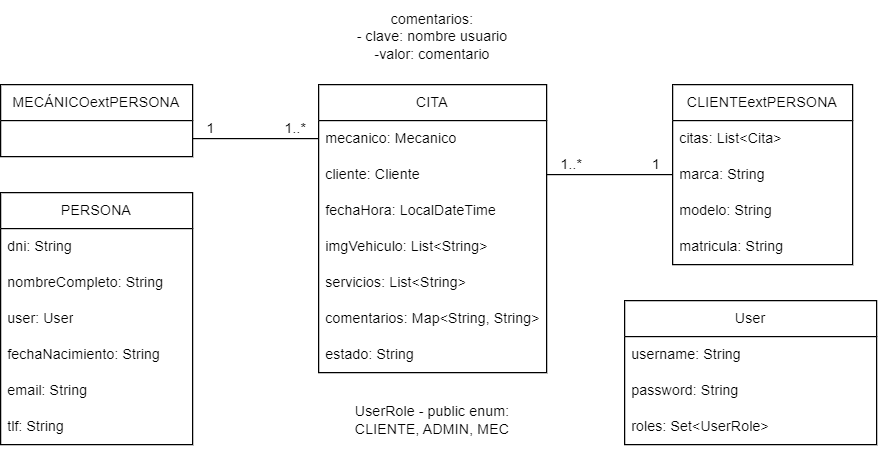 comentarios:
- clave: nombre usuario
-valor: comentario
MECÁNICOextPERSONA
1
1..*
CITA
mecanico: Mecanico
cliente: Cliente
fechaHora: LocalDateTime
imgVehiculo: List<String>
servicios: List<String>
comentarios: Map<String, String>
estado: String
1..*
1
CLIENTEextPERSONA
citas: List<Cita>
marca: String
modelo: String
matricula: String
PERSONA
dni: String
nombreCompleto: String
user: User
fechaNacimiento: String
email: String
tlf: String
UserRole - public enum:
CLIENTE, ADMIN, MEC
User
username: String
password: String
roles: Set<UserRole>